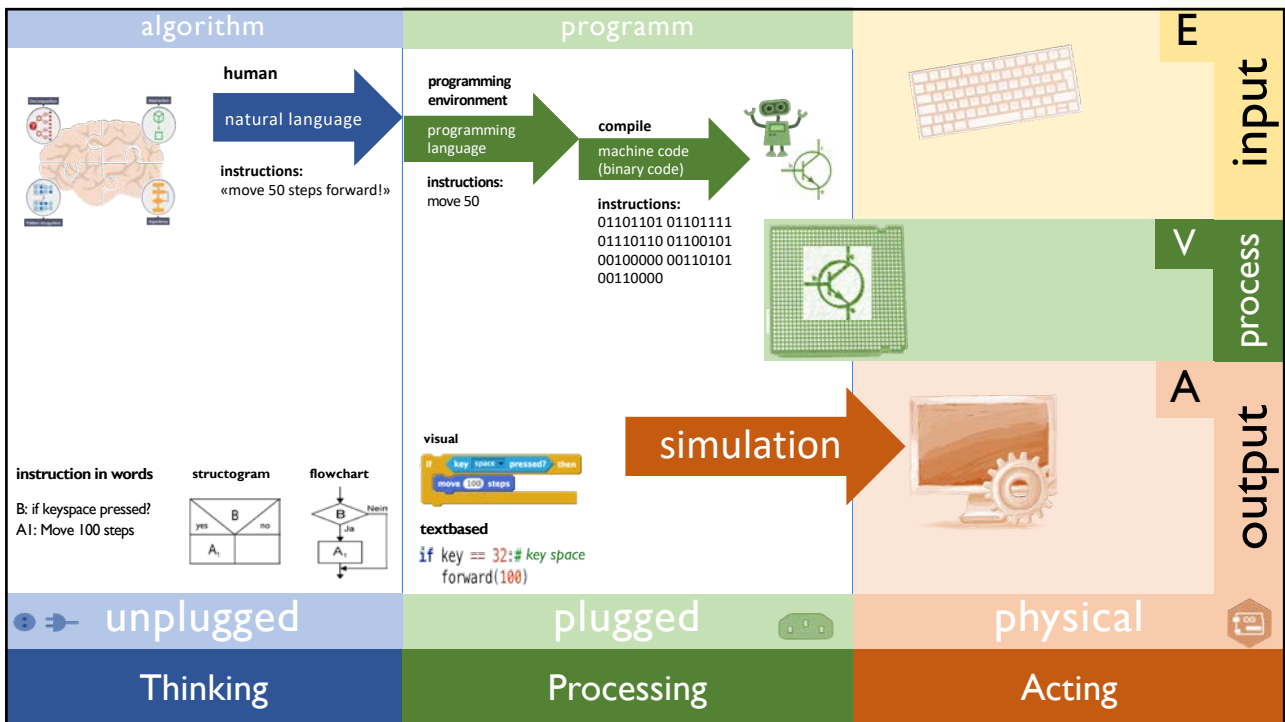 algorithm
programm
E
input
human
natural language
instructions:
«move 50 steps forward!»
programming
environment
programming
language
instructions:
move 50
compile
machine code
(binary code)
instructions:
01101101 01101111
01110110 01100101
00100000 00110101
00110000
V
process
A
output
simulation
instruction in words
B: if keyspace pressed?
A1: Move 100 steps
structogram
B
yes
no
A1
flowchart
B
Nein
Ja
A1
visual
if key space pressed? then
move 100 steps
textbased
if key == 32:# key space
forward(100)
unplugged
plugged
physical
Thinking
Processing
Acting